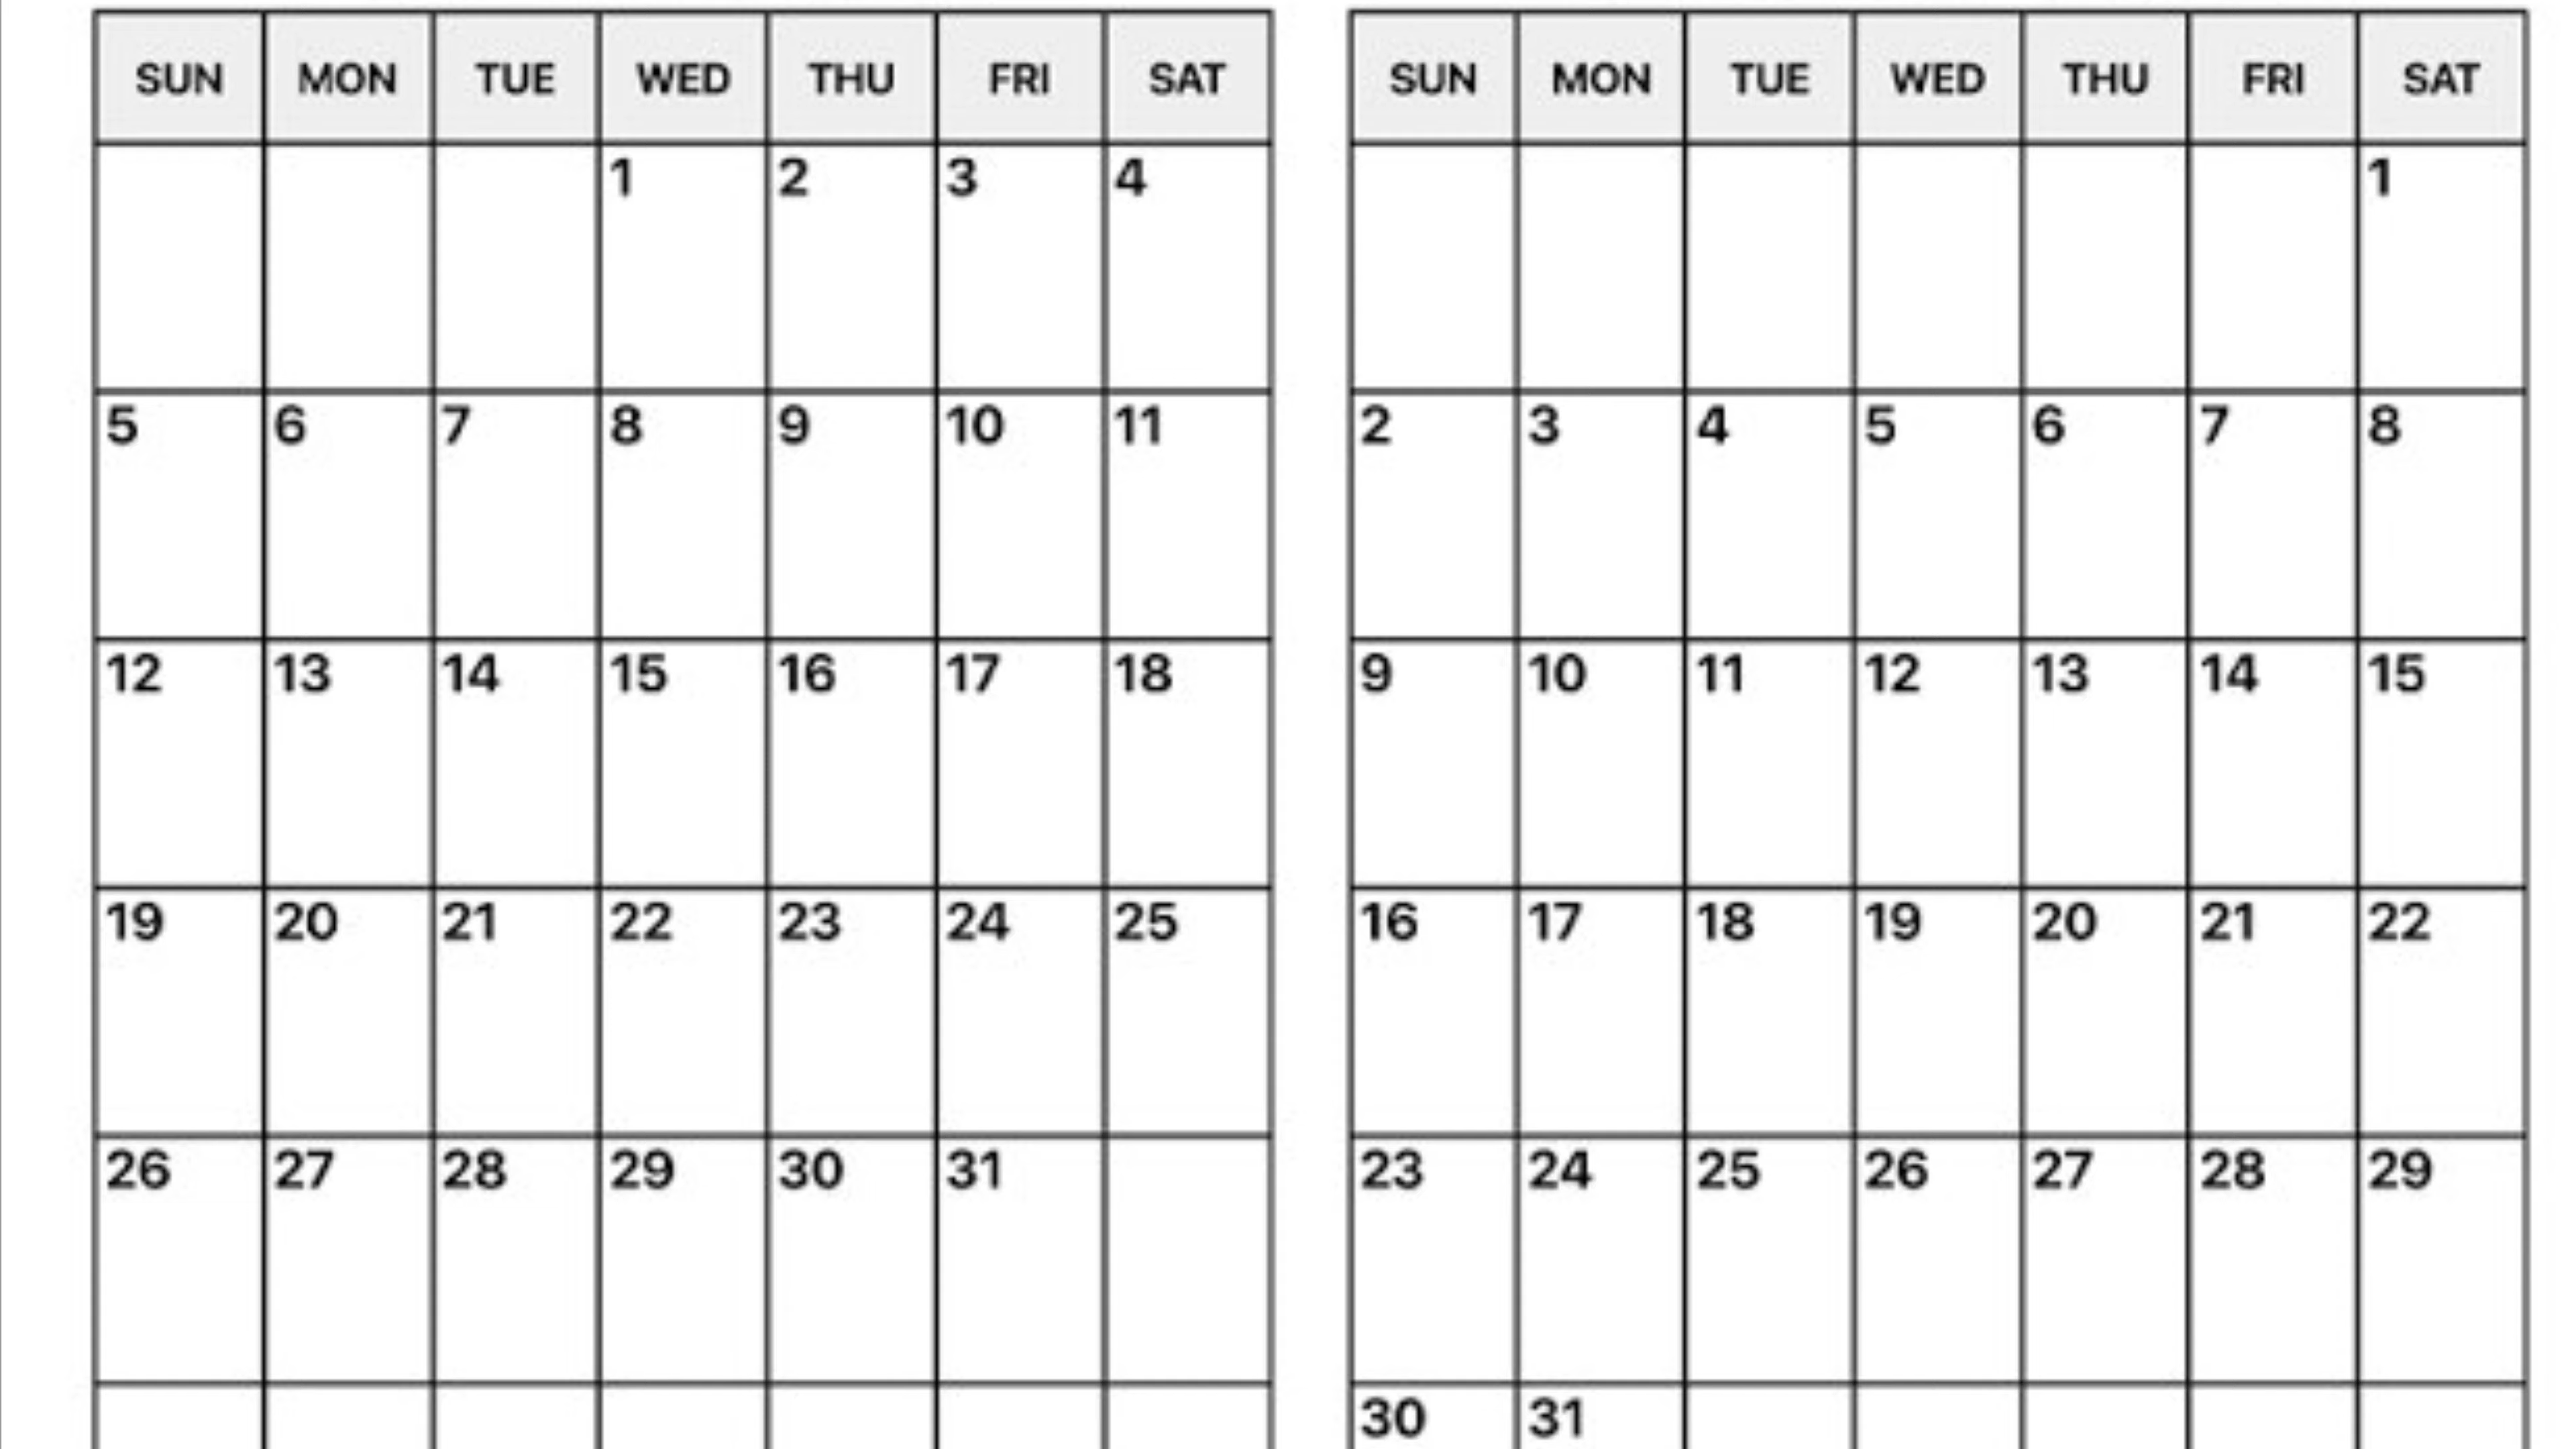 SUN MON TUE WED THU FRI SAT
1 2 3 4
5 6 7 8 9 10 11
12 13 14 15 16 17 18
19 20 21 22 23 24 25
26 27 28 29 30 31
SUN MON TUE WED THU FRI SAT
1
2 3 4 5 6 7 8
9 10 11 12 13 14 15
16 17 18 19 20 21 22
23 24 25 26 27 28 29
30 31